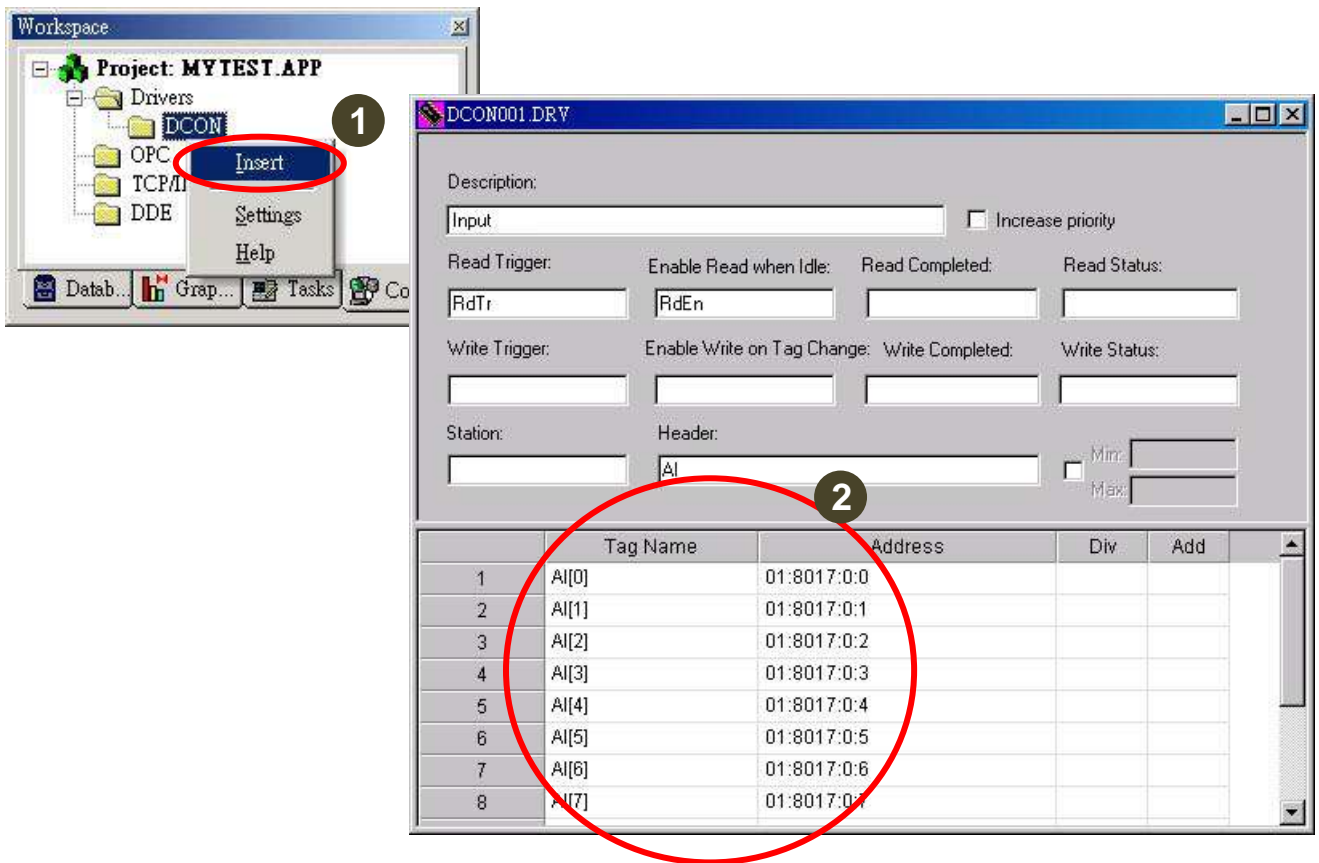 Workspace
Project: MYTEST.APP
Drivers
DCON
OPC
TCP/I
DDE
Insert
Settings
Help
Datab... Grap... Tasks Co
1
DCON001.DRV
Description:
Input
Increase priority
Read Trigger: Enable Read when Idle: Read Completed: Read Status:
RdTr RdEn
Write Trigger: Enable Write on Tag Change: Write Completed: Write Status:
Station: Header:
AI
Min:
Max:
2
Tag Name Address Div Add
1 AI[0] 01:8017:0:0
2 AI[1] 01:8017:0:1
3 AI[2] 01:8017:0:2
4 AI[3] 01:8017:0:3
5 AI[4] 01:8017:0:4
6 AI[5] 01:8017:0:5
7 AI[6] 01:8017:0:6
8 AI[7] 01:8017:0:7